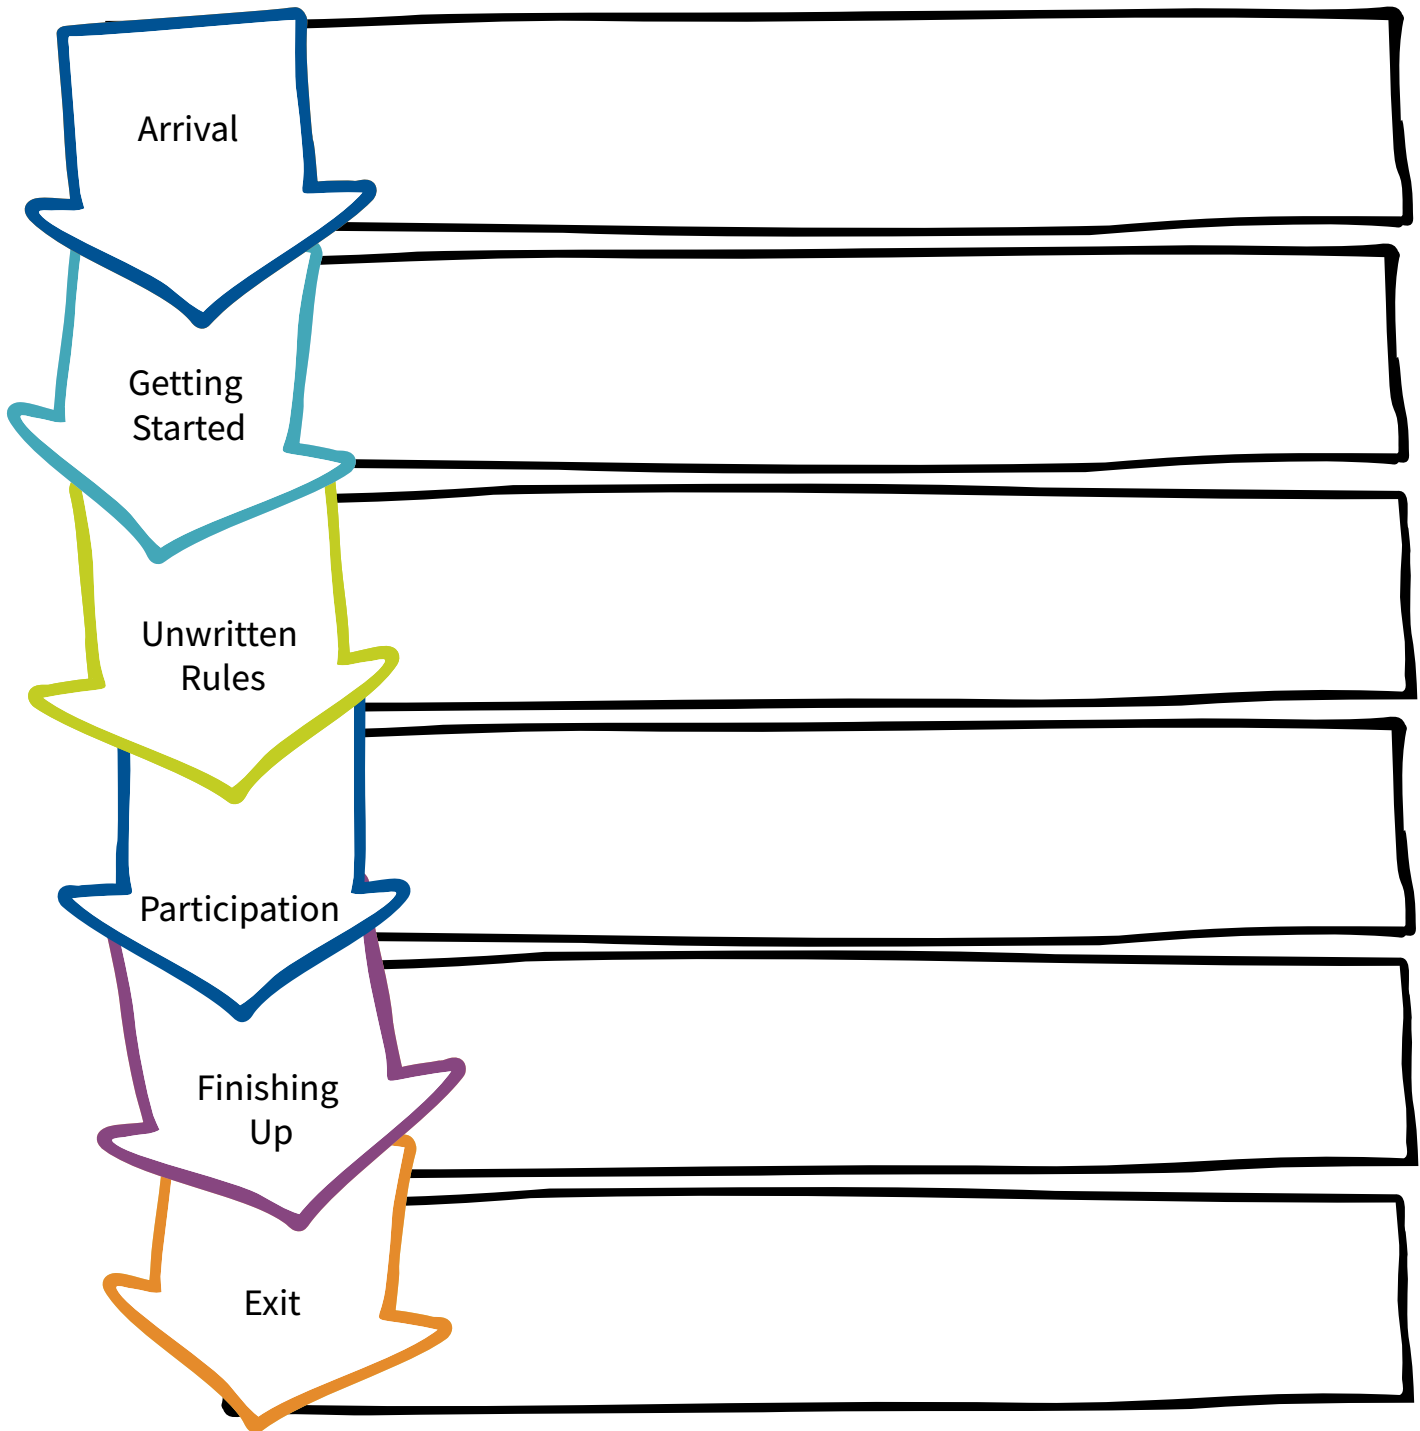 Arrival
Getting
Started
Unwritten
Rules
Participation
Finishing
Up
Exit